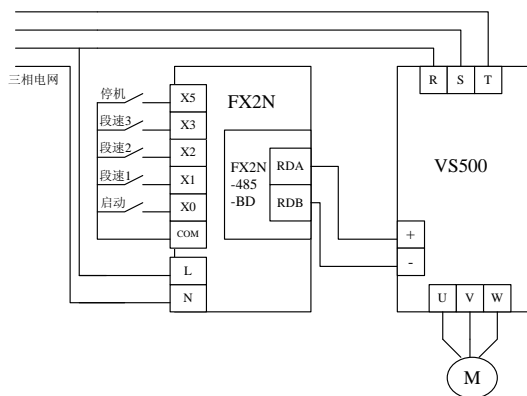 三相电网
停机
段速3
段速2
段速1
启动
X5
X3
X2
X1
X0
COM
L
N
FX2N
FX2N
-485
-BD
RDA
RDB
R S T
VS500
+
-
U V W
M